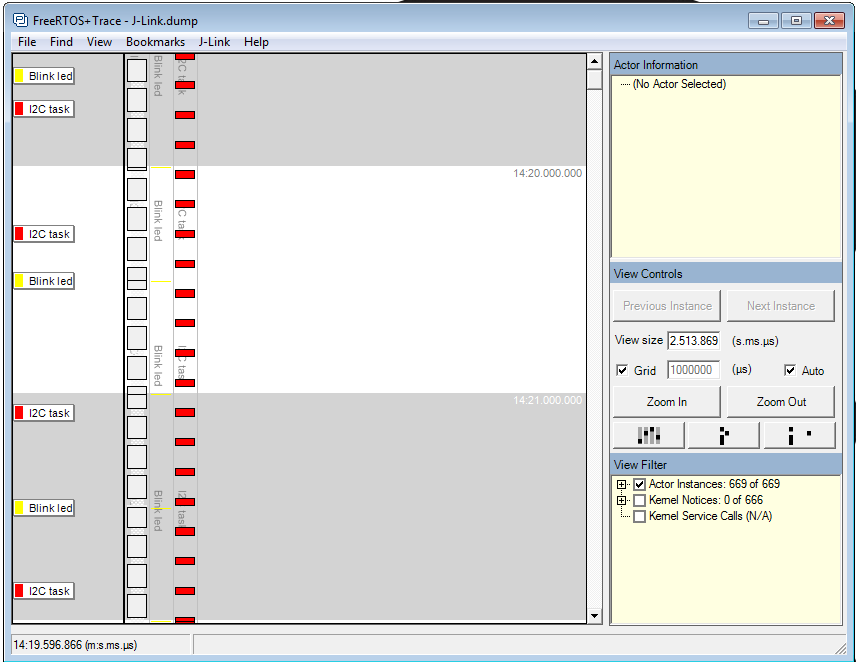 FreeRTOS+Trace - J-Link.dump
File Find View Bookmarks J-Link Help
Blink led
I2C task
I2C task
Blink led
I2C task
Blink led
I2C task
Blink led
Blink led
Blink led
Blink led
C task
C ta
I2C tas
I2C task
14:20.000.000
14:21.000.000
Actor Information
(No Actor Selected)
View Controls
Previous Instance Next Instance
View size 2.513.869 (s.ms.µs)
Grid 1000000 (µs) Auto
Zoom In Zoom Out
View Filter
Actor Instances: 669 of 669
Kernel Notices: 0 of 666
Kernel Service Calls (N/A)
14:19.596.866 (m:s.ms.µs)